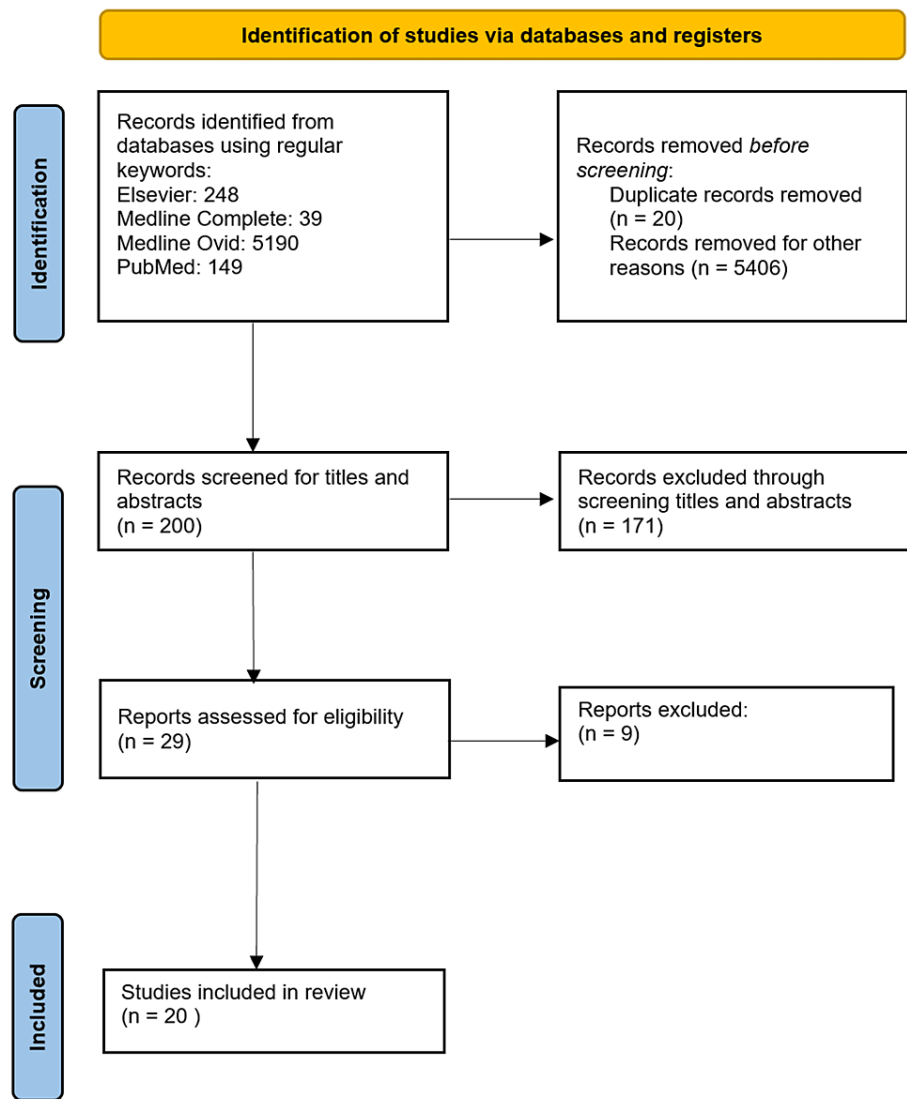 Identification of studies via databases and registers
Identification
Records identified from
databases using regular
keywords:
Elsevier: 248
Medline Complete: 39
Medline Ovid: 5190
PubMed: 149
Records removed before
screening:
Duplicate records removed
(n = 20)
Records removed for other
reasons (n = 5406)
Screening
Records screened for titles and
abstracts
(n = 200)
Records excluded through
screening titles and abstracts
(n = 171)
Reports assessed for eligibility
(n = 29)
Reports excluded:
(n = 9)
Included
Studies included in review
(n = 20 )